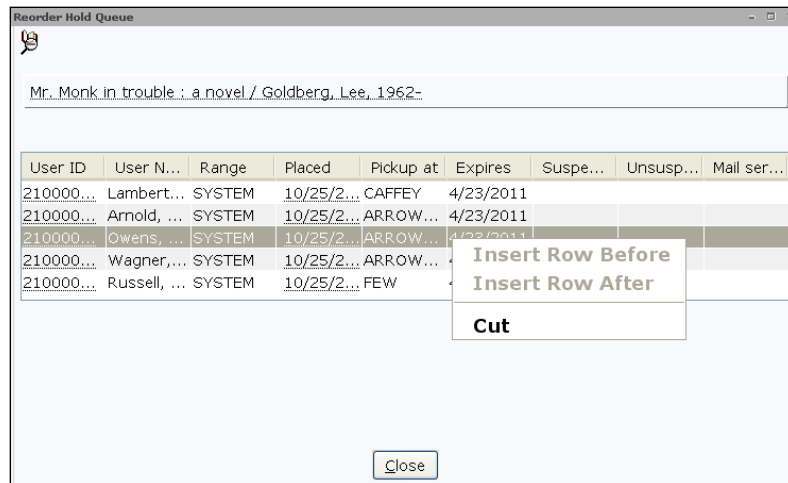 Reorder Hold Queue
Mr. Monk in trouble : a novel / Goldberg, Lee, 1962-
User ID User N... Range Placed Pickup at Expires Suspe... Unsusp... Mail ser...
210000... Lambert... SYSTEM 10/25/2... CAFFEY 4/23/2011
210000... Arnold, ... SYSTEM 10/25/2... ARROW... 4/23/2011
210000... Owens, ... SYSTEM 10/25/2... ARROW... 4/23/2011
210000... Wagner,... SYSTEM 10/25/2... ARROW...
210000... Russell, ... SYSTEM 10/25/2... FEW
Insert Row Before
Insert Row After
Cut
Close